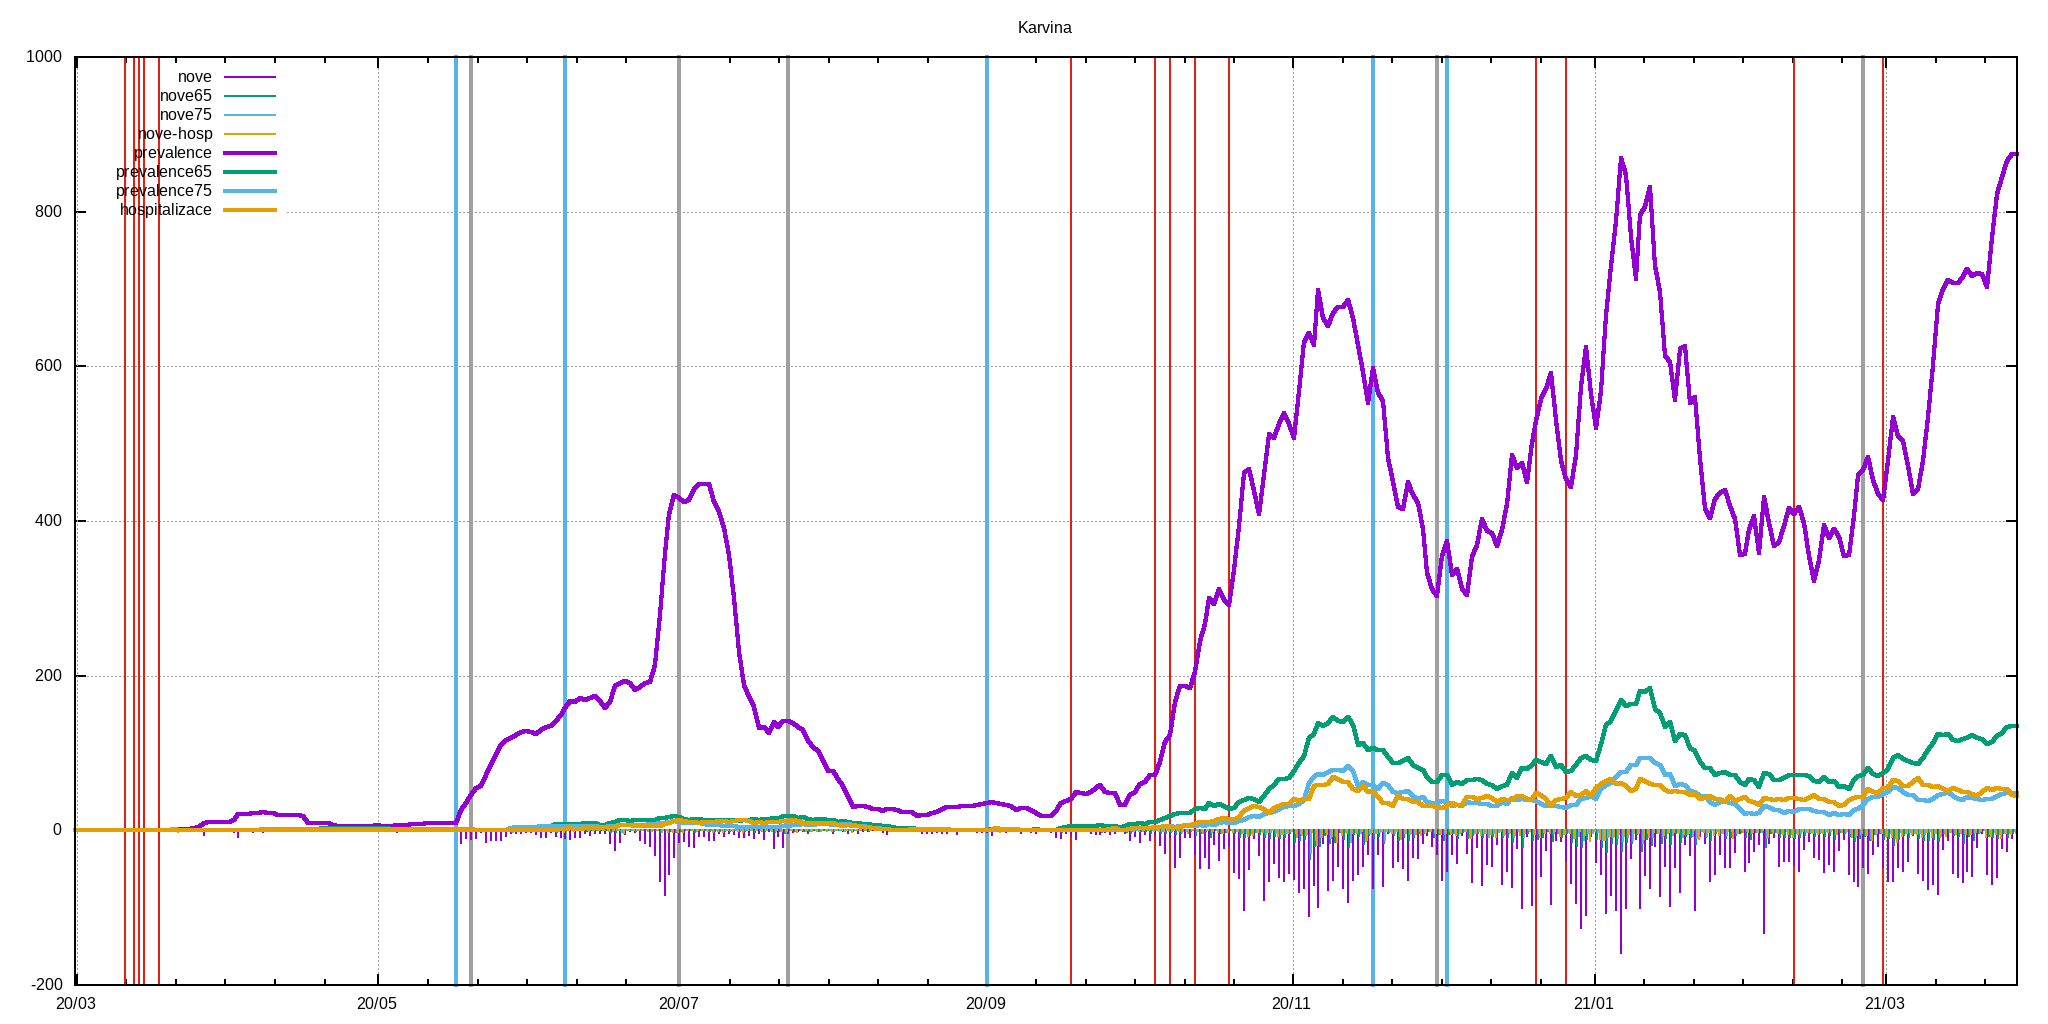 Karvina
1000
800
600
400
200
0
-200
nove
nove65
nove75
nove-hosp
prevalence
prevalence65
prevalence75
hospitalizace
20/03 20/05 20/07 20/09 20/11 21/01 21/03